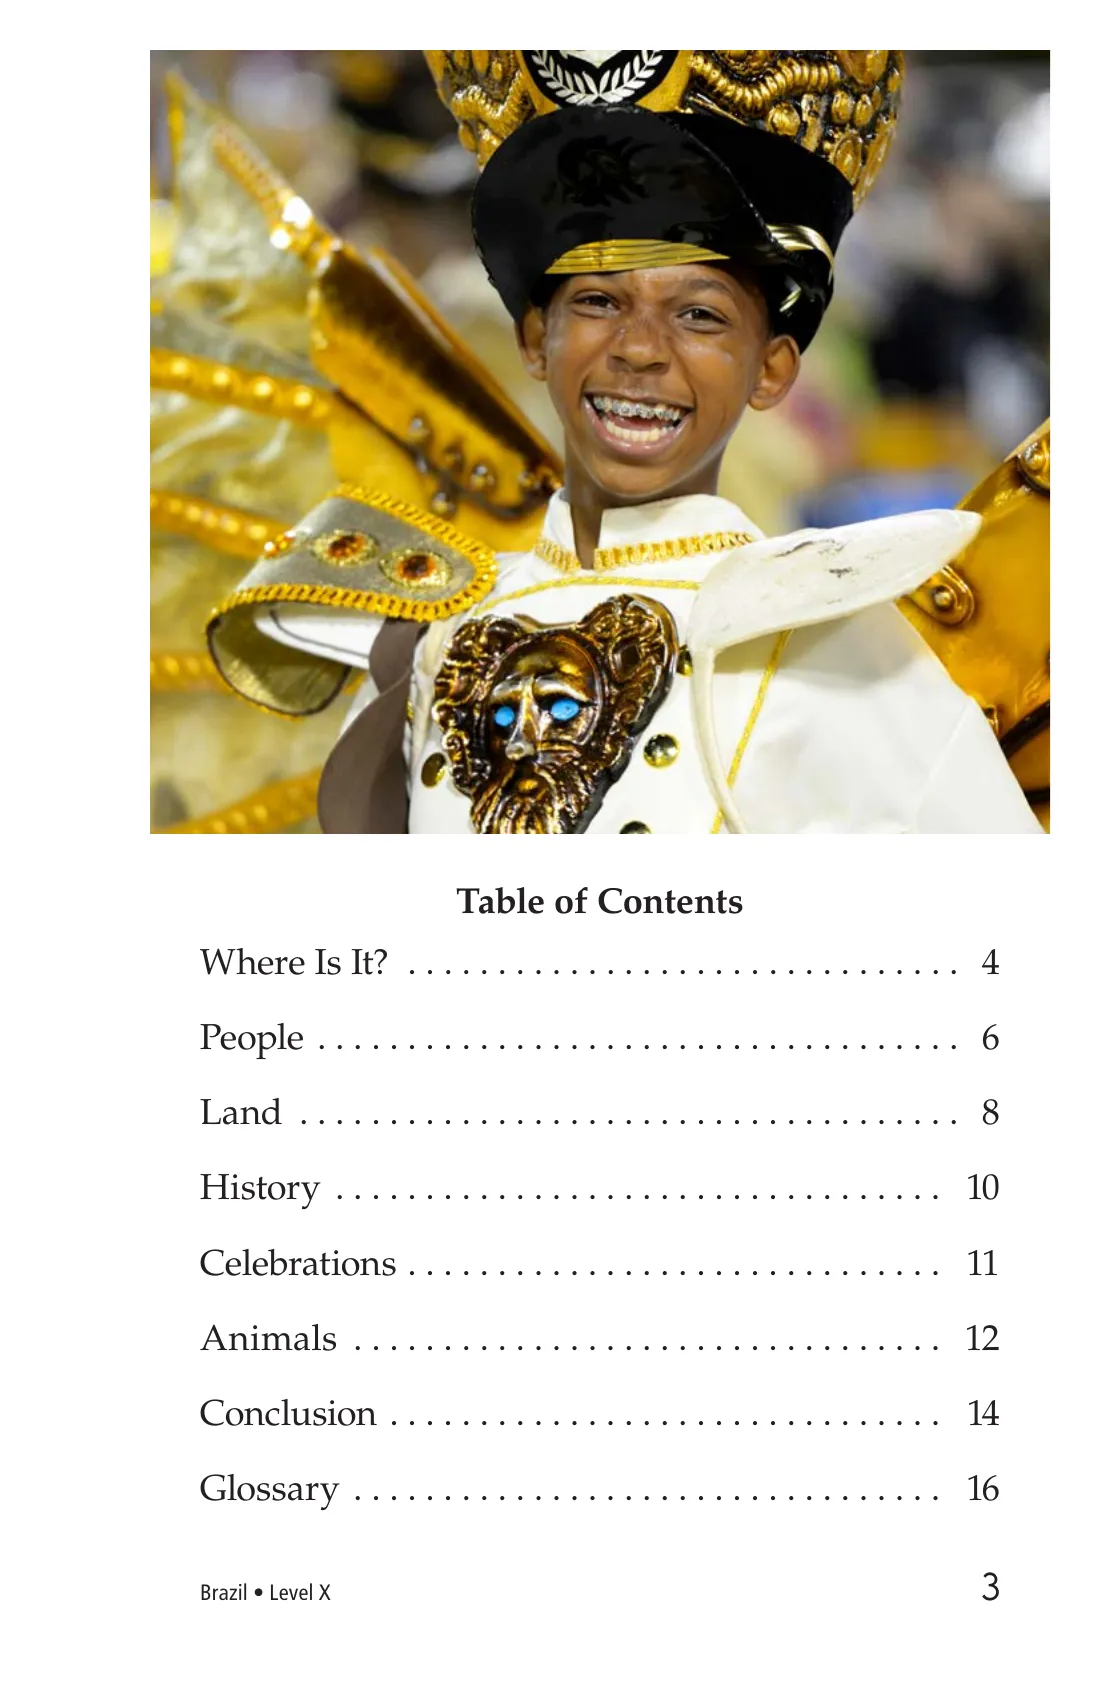 Table of Contents
Where Is It? . . . . . . . . . . . . . . . . . . . . . . . . . . . . . . . 4
People . . . . . . . . . . . . . . . . . . . . . . . . . . . . . . . . . . . . 6
Land . . . . . . . . . . . . . . . . . . . . . . . . . . . . . . . . . . . . . 8
History . . . . . . . . . . . . . . . . . . . . . . . . . . . . . . . . . . 10
Celebrations . . . . . . . . . . . . . . . . . . . . . . . . . . . . . . 11
Animals . . . . . . . . . . . . . . . . . . . . . . . . . . . . . . . . . 12
Conclusion . . . . . . . . . . . . . . . . . . . . . . . . . . . . . . . 14
Glossary . . . . . . . . . . . . . . . . . . . . . . . . . . . . . . . . . 16
Brazil • Level X 3